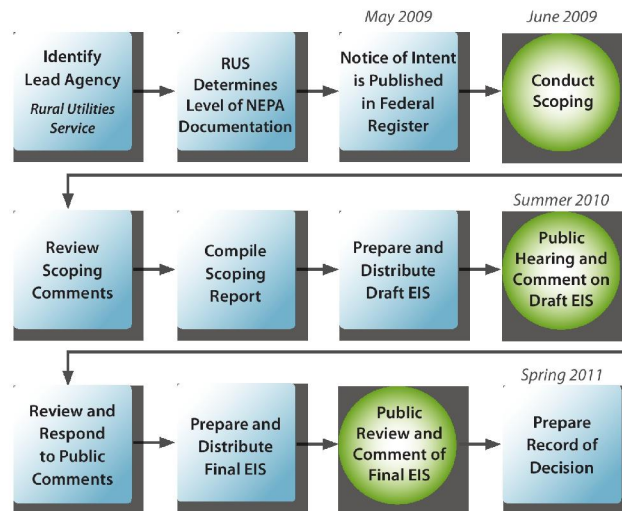 May 2009
June 2009
Identify
Lead Agency
Rural Utilities
Service
RUS
Determines
Level of NEPA
Documentation
Notice of Intent
is Published
in Federal
Register
Conduct
Scoping
Summer 2010
Review
Scoping
Comments
Compile
Scoping
Report
Prepare and
Distribute
Draft EIS
Public
Hearing and
Comment on
Draft EIS
Spring 2011
Review and
Respond
to Public
Comments
Prepare and
Distribute
Final EIS
Public
Review and
Comment of
Final EIS
Prepare
Record of
Decision